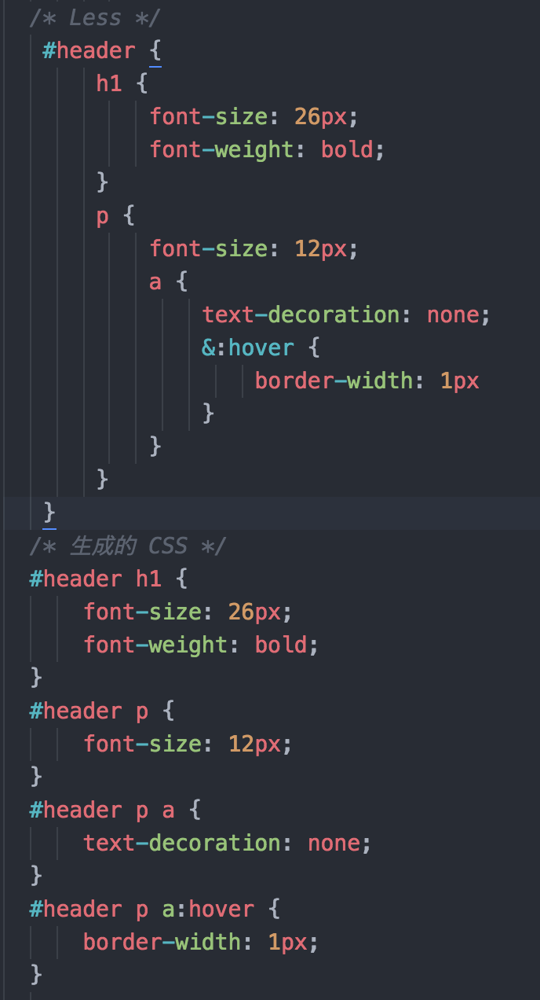 /* Less */
#header {
h1 {
font-size: 26px;
font-weight: bold;
}
p {
font-size: 12px;
a {
text-decoration: none;
&:hover {
border-width: 1px
}
}
}
}
/* 生成的 CSS */
#header h1 {
font-size: 26px;
font-weight: bold;
}
#header p {
font-size: 12px;
}
#header p a {
text-decoration: none;
}
#header p a:hover {
border-width: 1px;
}